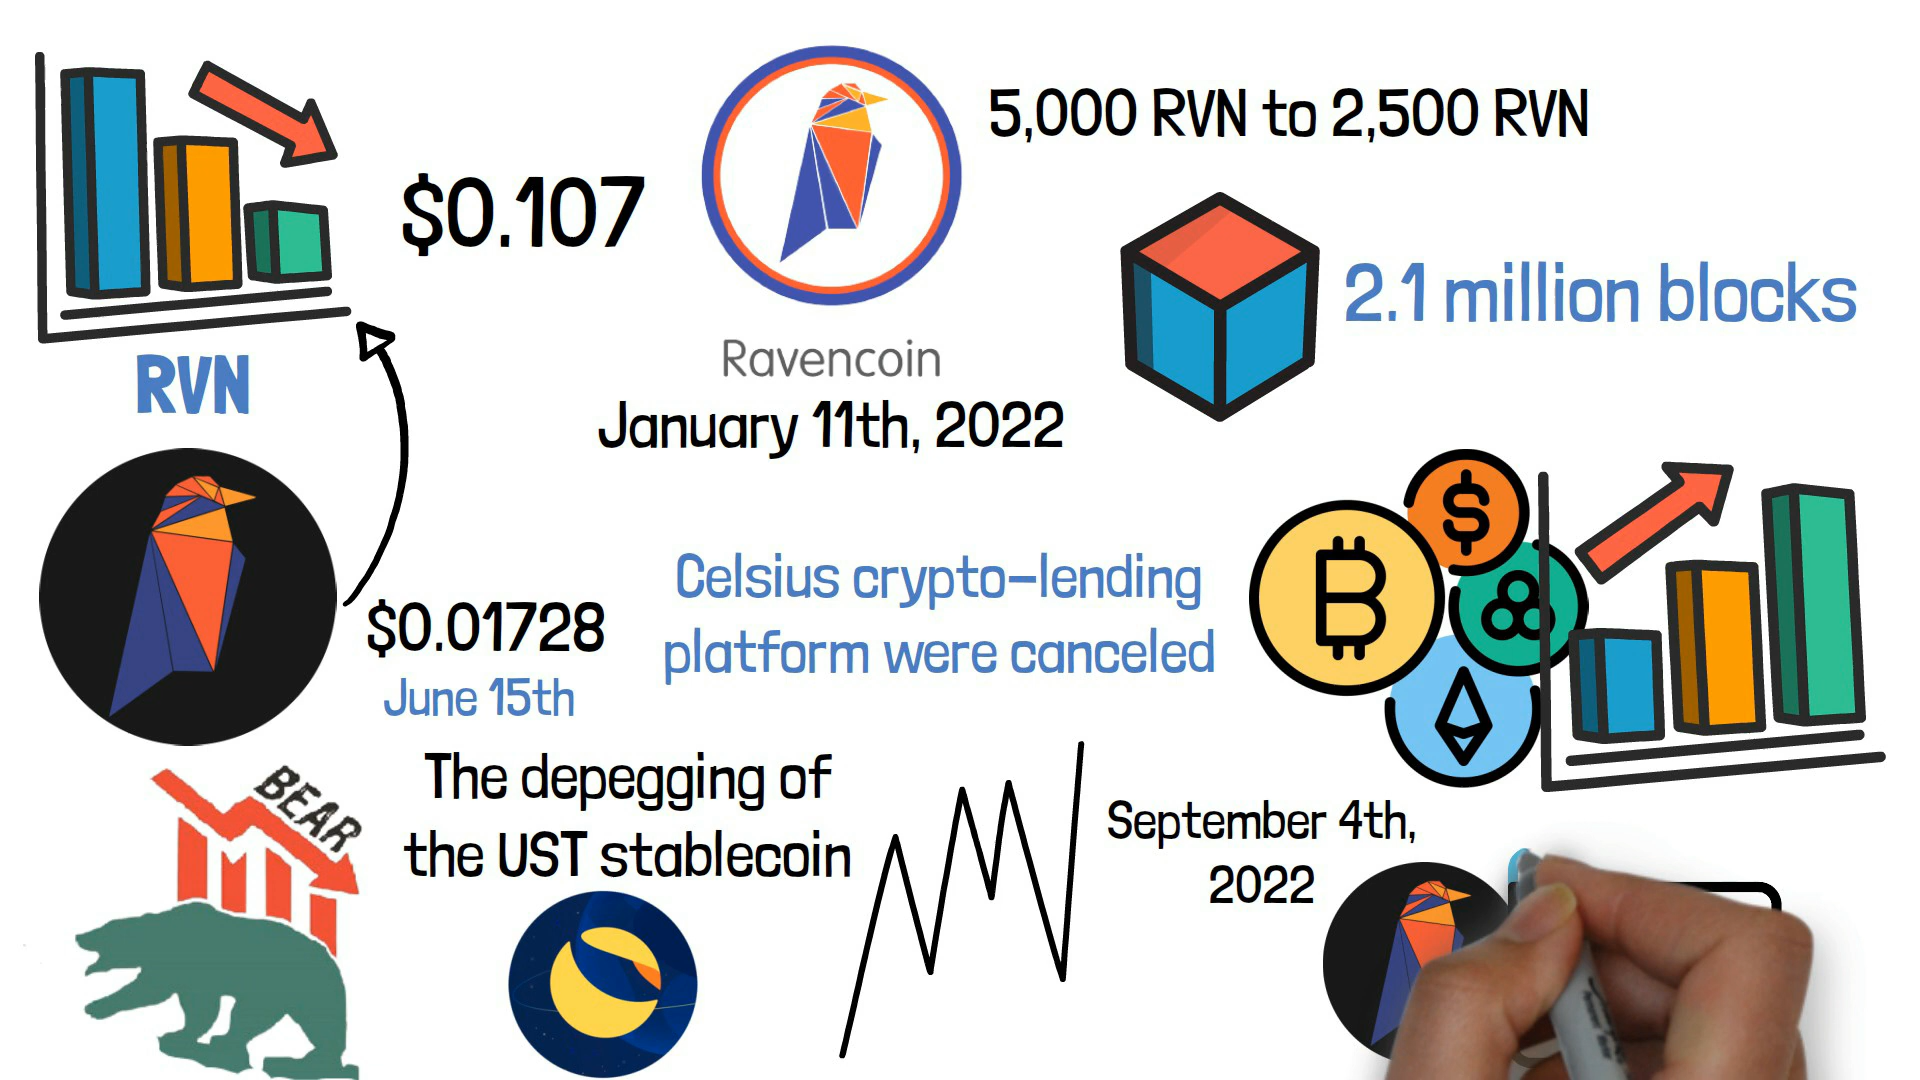 $0.107
Ravencoin
January 11th, 2022
5,000 RVN to 2,500 RVN
2.1 million blocks
RVN
$0.01728
June 15th
Celsius crypto-lending
platform were canceled
BEAR
The depegging of
the UST stablecoin
September 4th,
2022